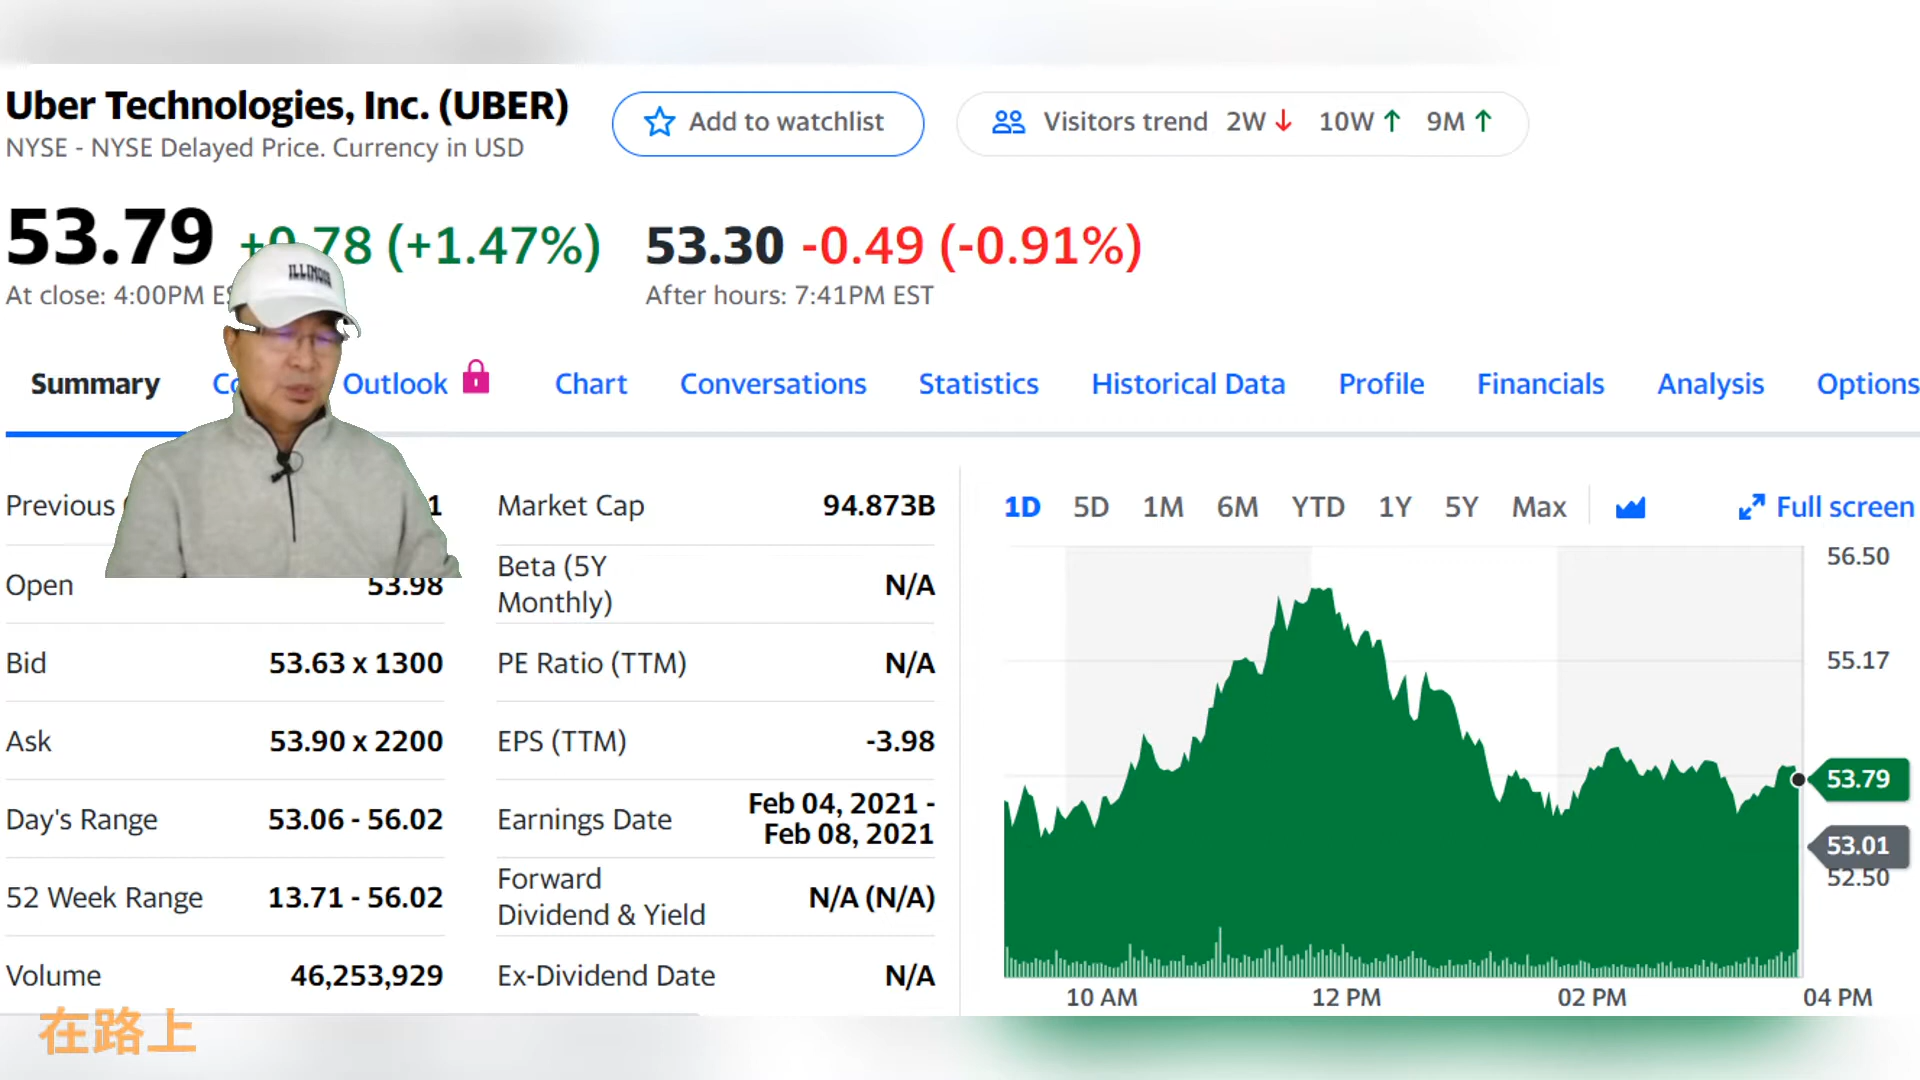 Uber Technologies, Inc. (UBER)
NYSE - NYSE Delayed Price. Currency in USD
Add to watchlist
Visitors trend 2W 10W 9M
53.79 (+1.47%)
At close: 4:00PM
53.30 -0.49 (-0.91%)
After hours: 7:41PM EST
ILLINOIS
Summary Outlook Chart Conversations Statistics Historical Data Profile Financials Analysis Options
Previous
Open 53.98
Bid 53.63 x 1300
Ask 53.90 x 2200
Day's Range 53.06 - 56.02
52 Week Range 13.71 - 56.02
Volume 46,253,929
Market Cap 94.873B
Beta (5Y
Monthly) N/A
PE Ratio (TTM) N/A
EPS (TTM) -3.98
Earnings Date Feb 04, 2021 -
Feb 08, 2021
Forward
Dividend & Yield N/A (N/A)
Ex-Dividend Date N/A
1D 5D 1M 6M YTD 1Y 5Y Max Full screen
56.50
55.17
53.79
53.01
52.50
10 AM 12 PM 02 PM 04 PM
在路上